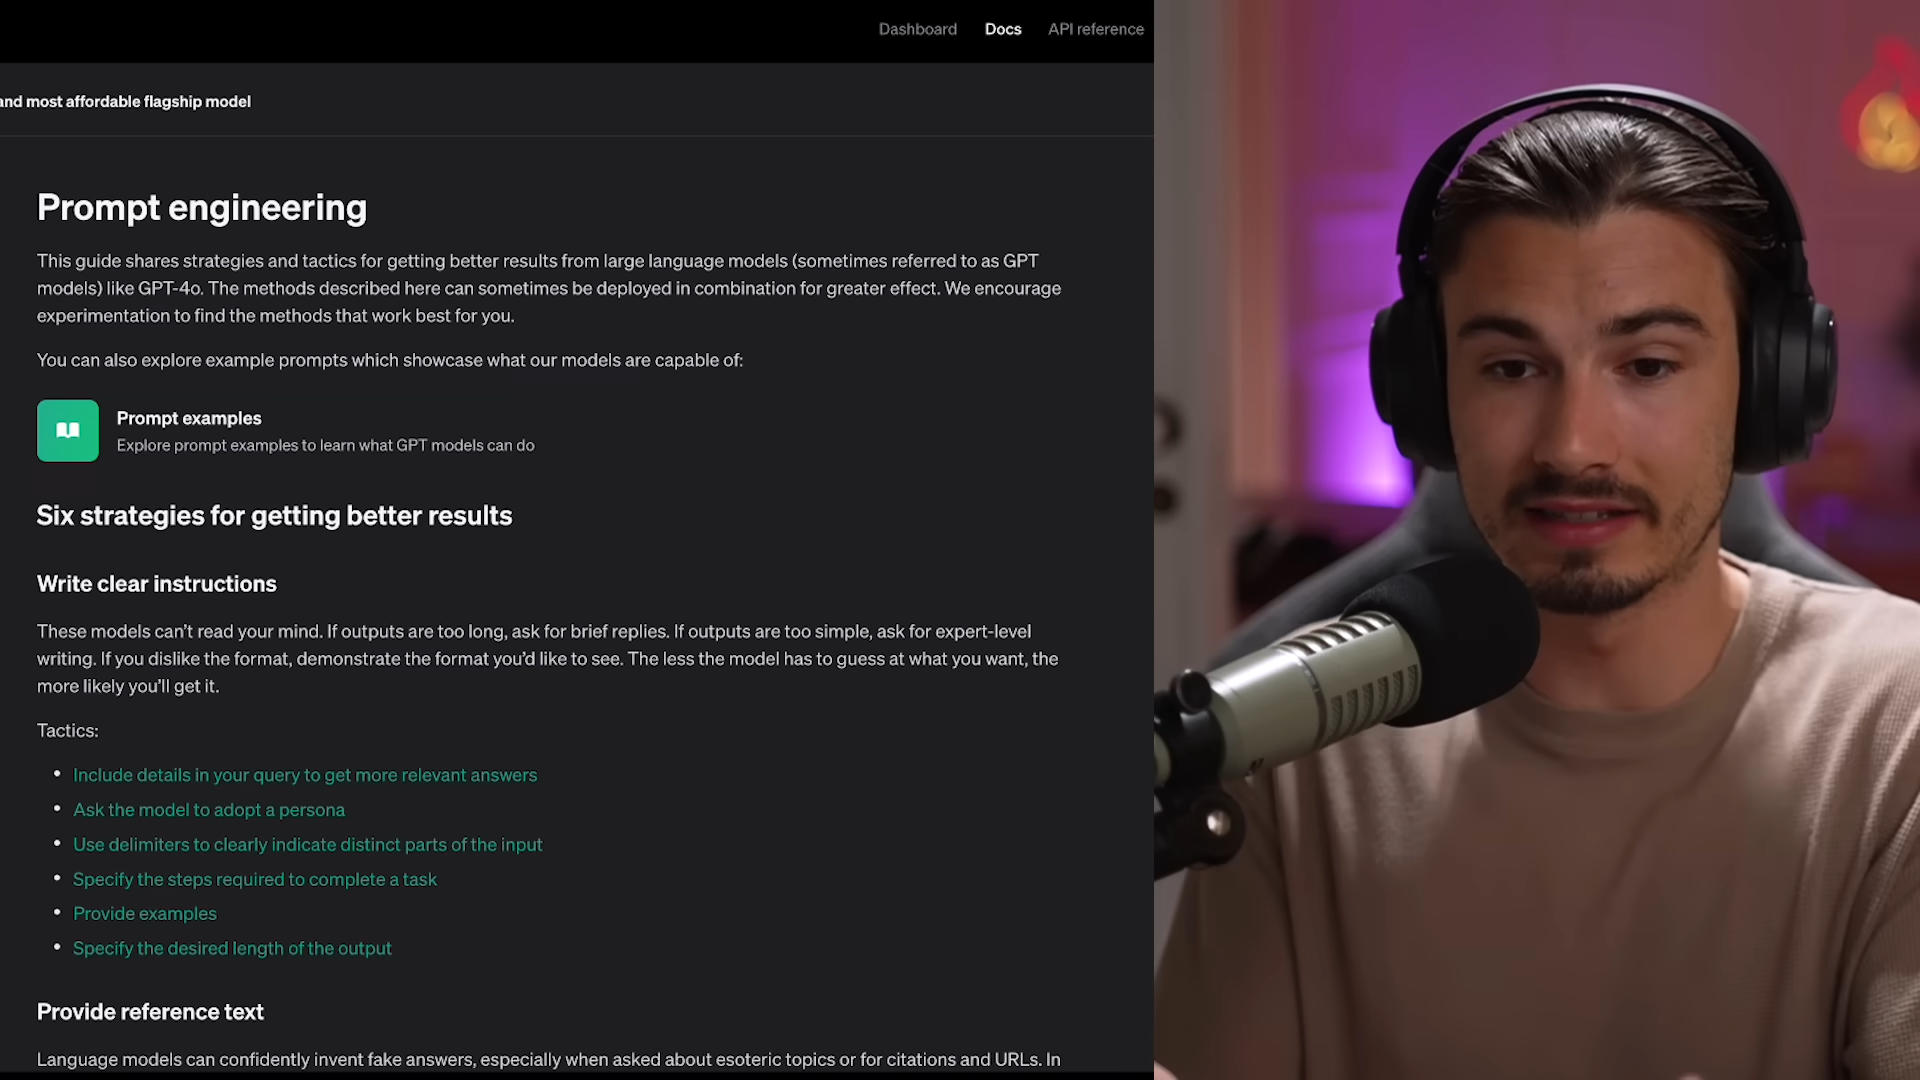 Dashboard Docs API reference
and most affordable flagship model
Prompt engineering
This guide shares strategies and tactics for getting better results from large language models (sometimes referred to as GPT
models) like GPT-4o. The methods described here can sometimes be deployed in combination for greater effect. We encourage
experimentation to find the methods that work best for you.
You can also explore example prompts which showcase what our models are capable of:
Prompt examples
Explore prompt examples to learn what GPT models can do
Six strategies for getting better results
Write clear instructions
These models can’t read your mind. If outputs are too long, ask for brief replies. If outputs are too simple, ask for expert-level
writing. If you dislike the format, demonstrate the format you’d like to see. The less the model has to guess at what you want, the
more likely you’ll get it.
Tactics:
• Include details in your query to get more relevant answers
• Ask the model to adopt a persona
• Use delimiters to clearly indicate distinct parts of the input
• Specify the steps required to complete a task
• Provide examples
• Specify the desired length of the output
Provide reference text
Language models can confidently invent fake answers, especially when asked about esoteric topics or for citations and URLs. In